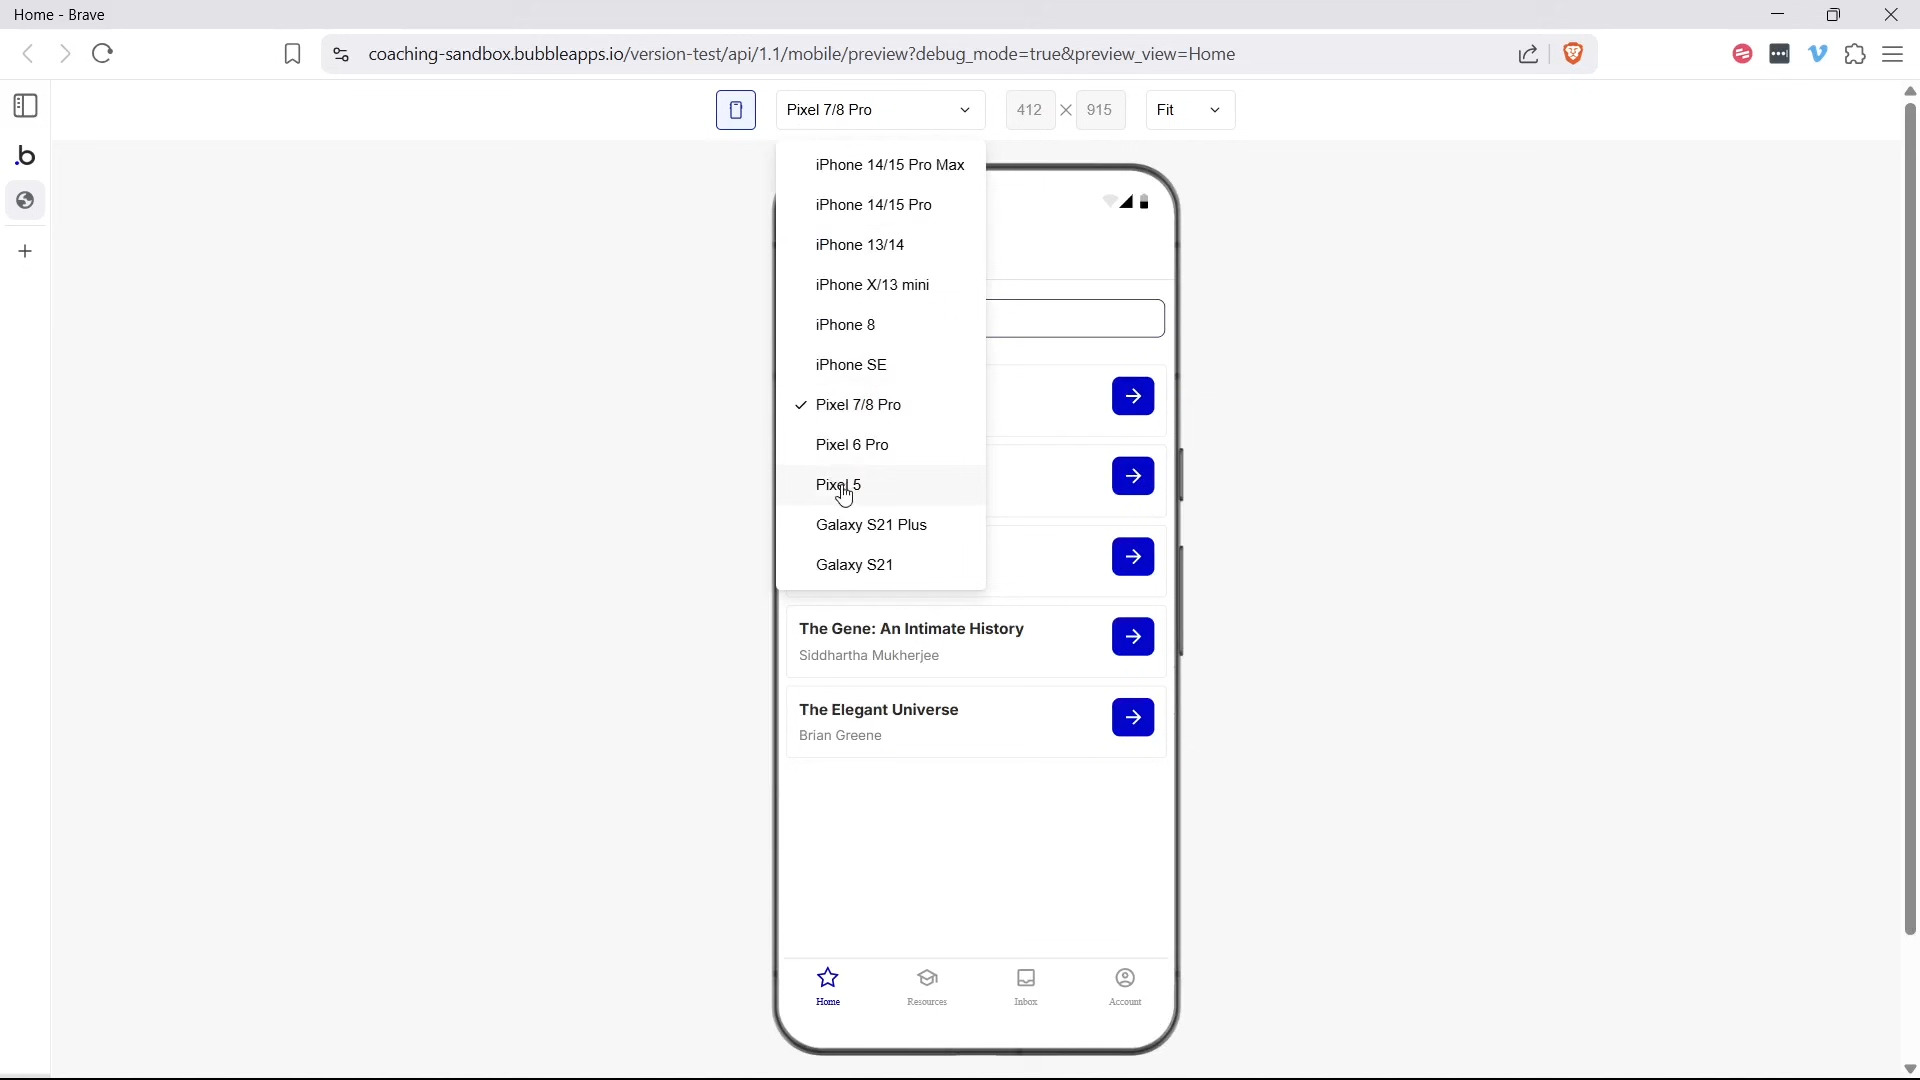 Home - Brave
coaching-sandbox.bubbleapps.io/version-test/api/1.1/mobile/preview?debug_mode=true&preview_view=Home
.b
Pixel 7/8 Pro
412 × 915
Fit
iPhone 14/15 Pro Max
iPhone 14/15 Pro
iPhone 13/14
iPhone X/13 mini
iPhone 8
iPhone SE
Pixel 7/8 Pro
Pixel 6 Pro
Pixel 5
Galaxy S21 Plus
Galaxy S21
The Gene: An Intimate History
Siddhartha Mukherjee
The Elegant Universe
Brian Greene
Home
Resources
Inbox
Account